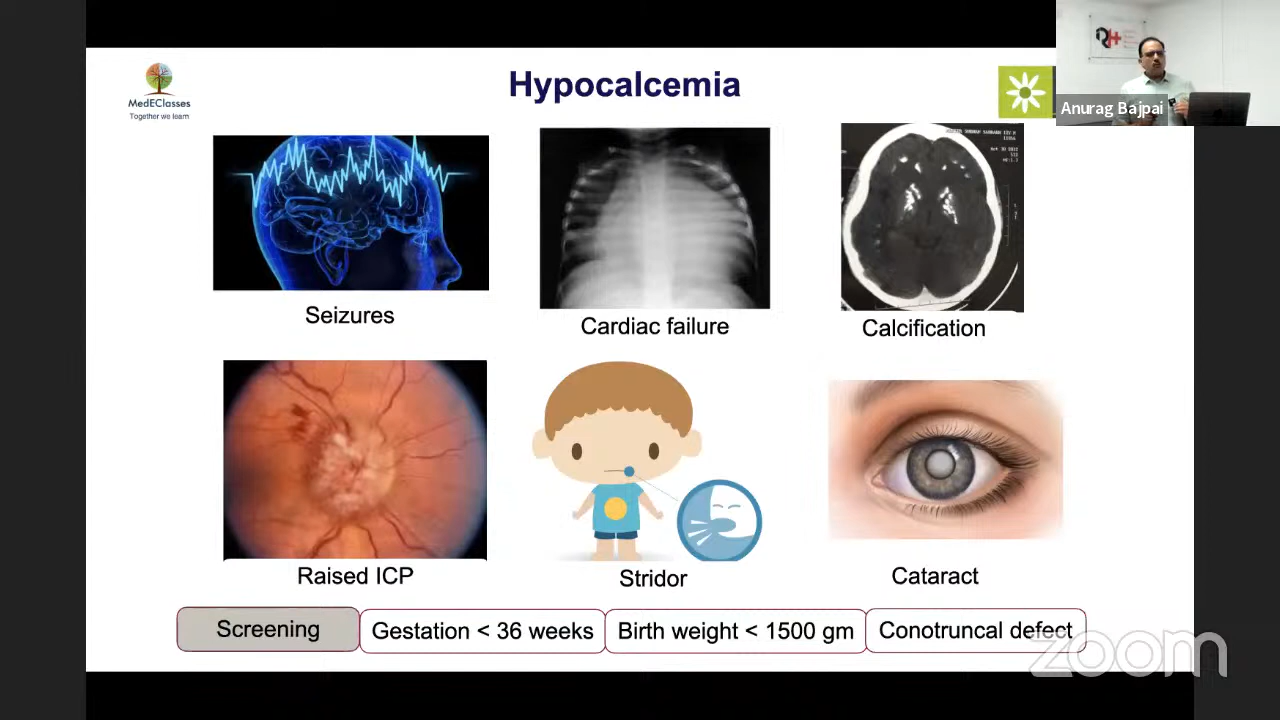 Hypocalcemia
MedEClasses
Together we learn
Anurag Bajpai
Seizures
Cardiac failure
Calcification
Raised ICP
Stridor
Cataract
Screening
Gestation < 36 weeks
Birth weight < 1500 gm
Conotruncal defect
zoom